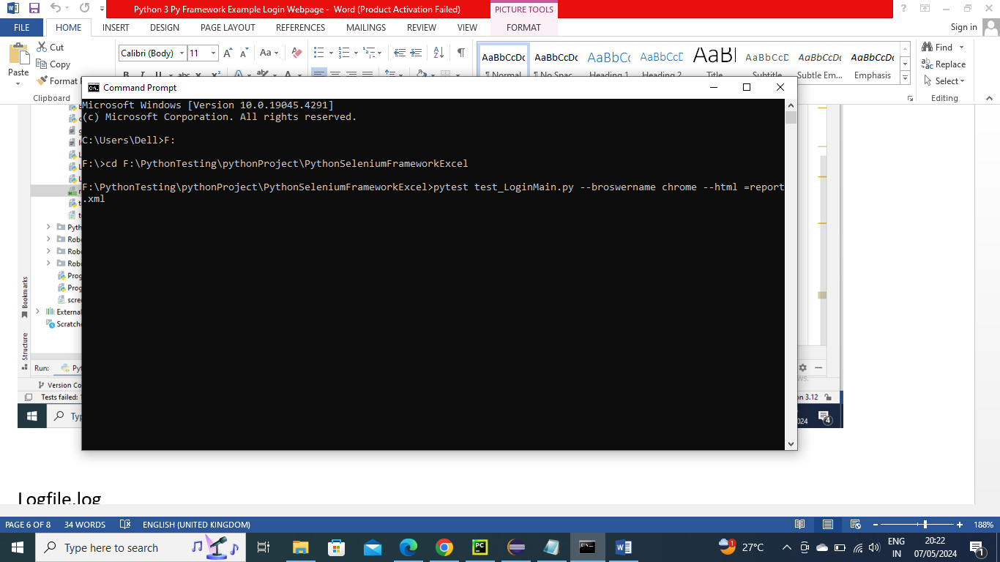 Python 3 Py Framework Example Login Webpage - Word (Product Activation Failed)
PICTURE TOOLS
FILE HOME INSERT DESIGN PAGE LAYOUT REFERENCES MAILINGS REVIEW VIEW FORMAT
Sign in
Paste
Cut
Copy
Format
Clipboard
Calibri (Body) 11
AaBbCcDc AaBbCcDc AaBbCc AaBbCcD AaB AaBbCcD AaBbCcDc AaBbCcDc
¶ Normal ¶ No Spac... Heading 1 Heading 2 Title Subtitle Subtle Em... Emphasis
Find
Replace
Select
Editing
Command Prompt
Microsoft Windows [Version 10.0.19045.4291]
(c) Microsoft Corporation. All rights reserved.
C:\Users\Dell>F:
F:\>cd F:\PythonTesting\pythonProject\PythonSeleniumFrameworkExcel
F:\PythonTesting\pythonProject\PythonSeleniumFrameworkExcel>pytest test_LoginMain.py --broswername chrome --html =report
.xml
Pyth
Robo
Robo
Robo
Prog
Prog
scree
External
Scratche
Bookmarks
Structure
Run: Pyt
Version Co
Tests failed:
on 3.12
Typ
2024
4
Logfile.log
PAGE 6 OF 8 34 WORDS ENGLISH (UNITED KINGDOM)
188%
Type here to search
27°C
ENG
IN
20:22
07/05/2024
1